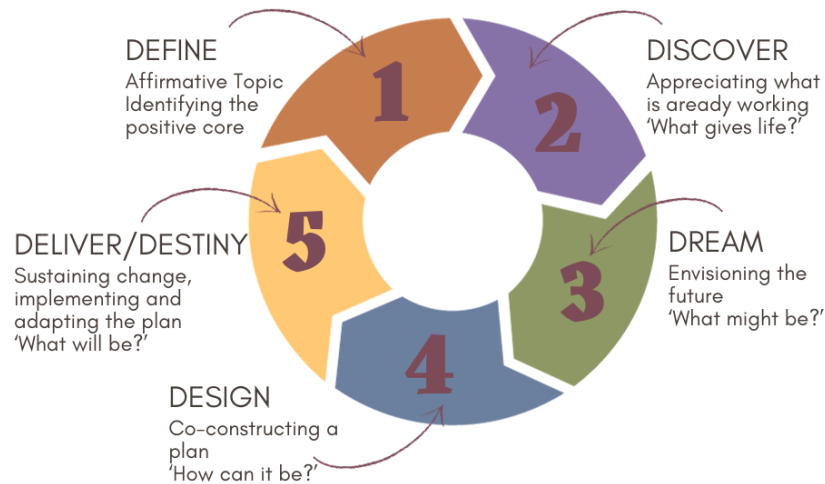 1
DEFINE
Affirmative Topic
Identifying the
positive core
2
DISCOVER
Appreciating what
is aready working
‘What gives life?’
3
DREAM
Envisioning the
future
‘What might be?’
4
DESIGN
Co-constructing a
plan
‘How can it be?’
5
DELIVER/DESTINY
Sustaining change,
implementing and
adapting the plan
‘What will be?’